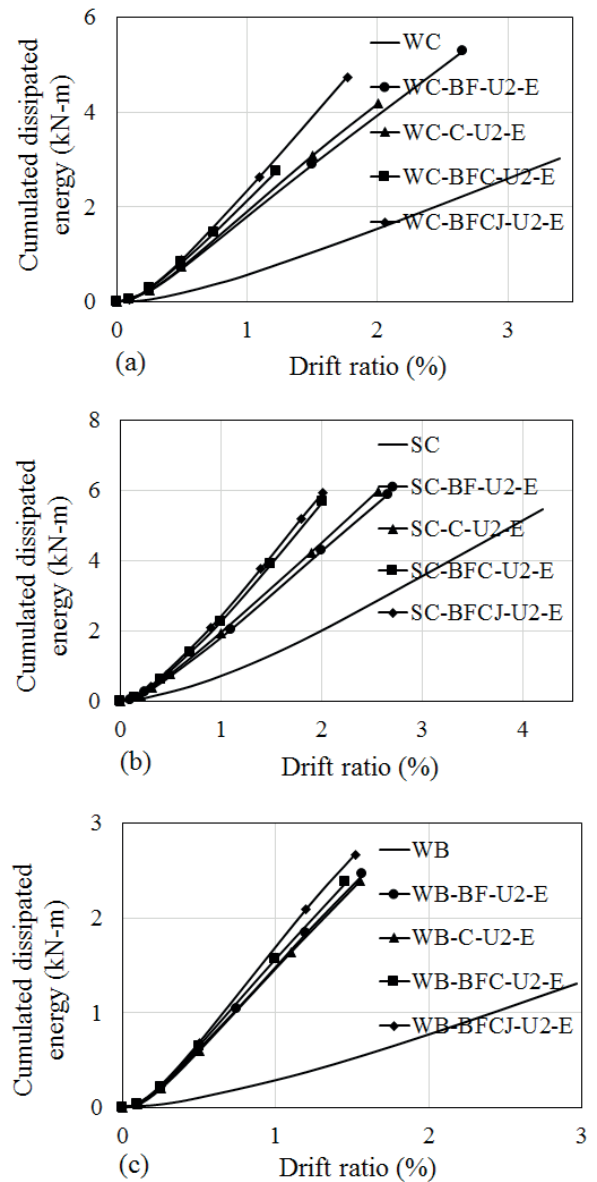 6
4
2
0
Cumulated dissipated
energy (kN-m)
WC
WC-BF-U2-E
WC-C-U2-E
WC-BFC-U2-E
WC-BFCJ-U2-E
0 1 2 3
(a)
Drift ratio (%)
8
6
4
2
0
Cumulated dissipated
energy (kN-m)
SC
SC-BF-U2-E
SC-C-U2-E
SC-BFC-U2-E
SC-BFCJ-U2-E
0 1 2 3 4
(b)
Drift ratio (%)
3
2
1
0
Cumulated dissipated
energy (kN-m)
WB
WB-BF-U2-E
WB-C-U2-E
WB-BFC-U2-E
WB-BFCJ-U2-E
0 1 2 3
(c)
Drift ratio (%)